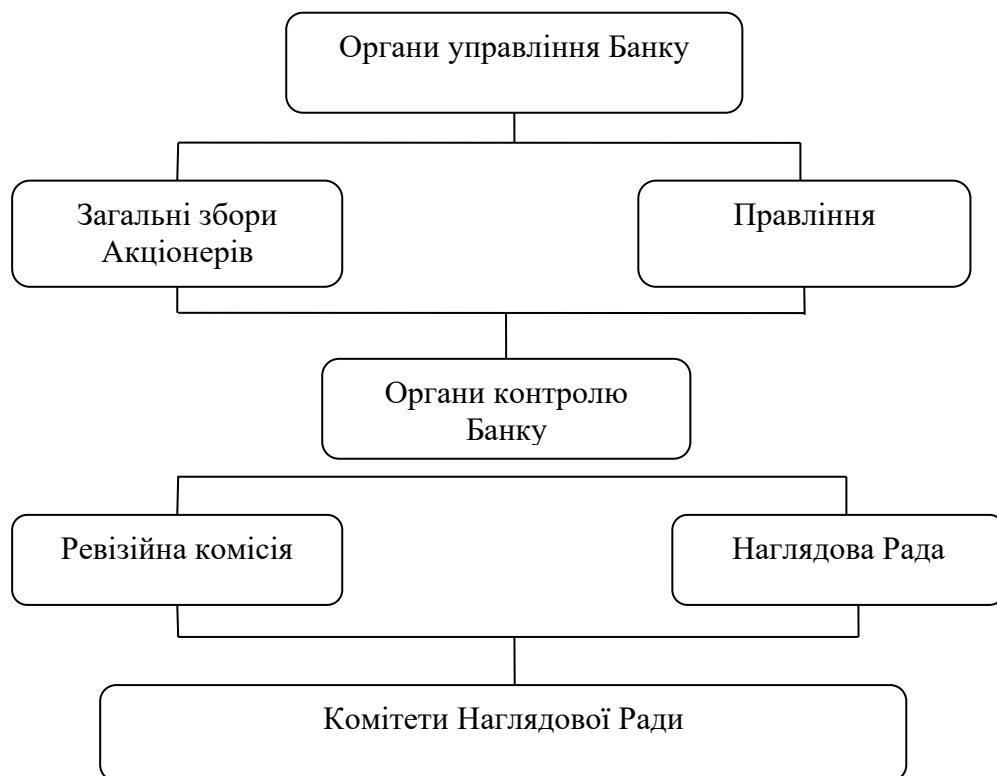 Органи управління Банку
Загальні збори
Акціонерів
Правління
Органи контролю
Банку
Ревізійна комісія
Наглядова Рада
Комітети Наглядової Ради